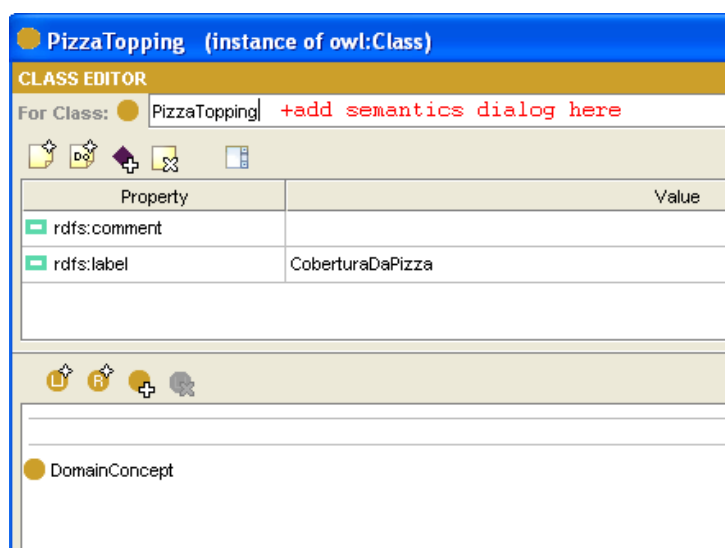 PizzaTopping (instance of owl:Class)
CLASS EDITOR
For Class: PizzaTopping +add semantics dialog here
Property Value
rdfs:comment
rdfs:label CoberturaDaPizza
DomainConcept